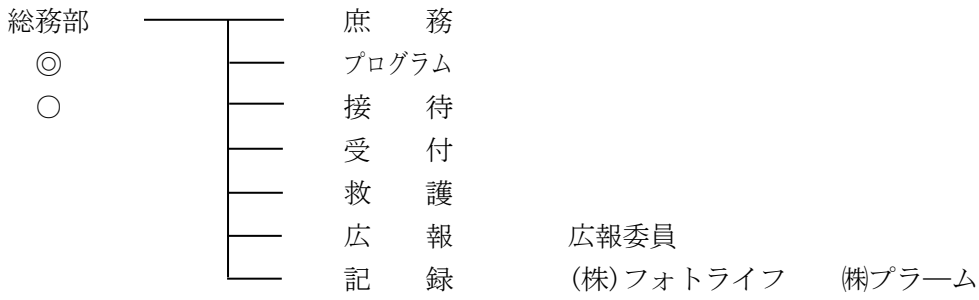 総務部 庶 務
◎ プログラム
○ 接 待
受 付
救 護
広 報 広報委員
記 録 (株)フォトライフ ㈱プラ―ム